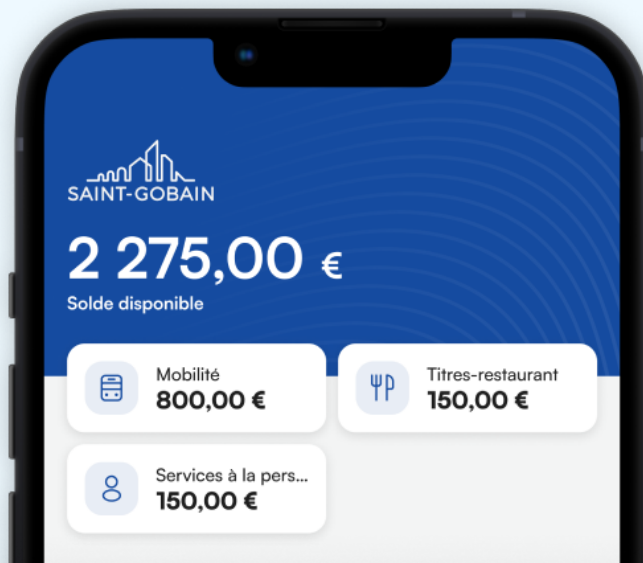 SAINT-GOBAIN
2 275,00 €
Solde disponible
Mobilité
800,00 €
Titres-restaurant
150,00 €
Services à la pers...
150,00 €